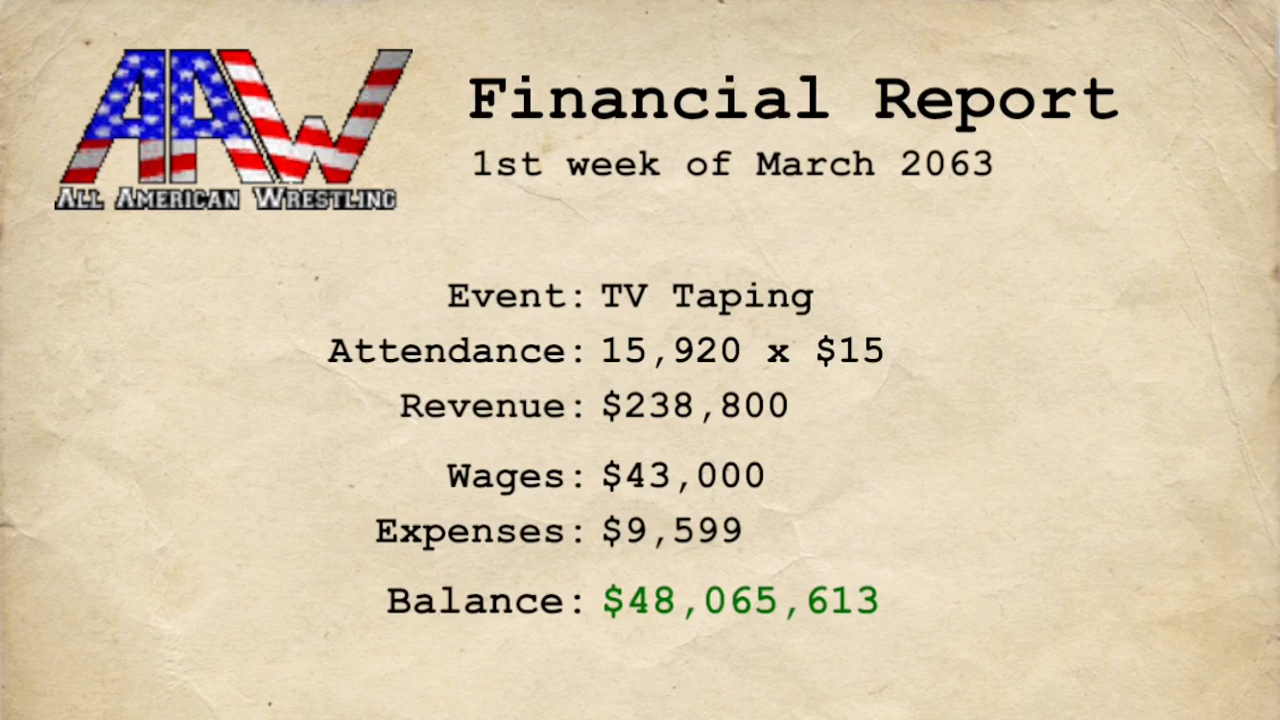 AAW
ALL AMERICAN WRESTLING
Financial Report
1st week of March 2063
Event: TV Taping
Attendance: 15,920 x $15
Revenue: $238,800
Wages: $43,000
Expenses: $9,599
Balance: $48,065,613